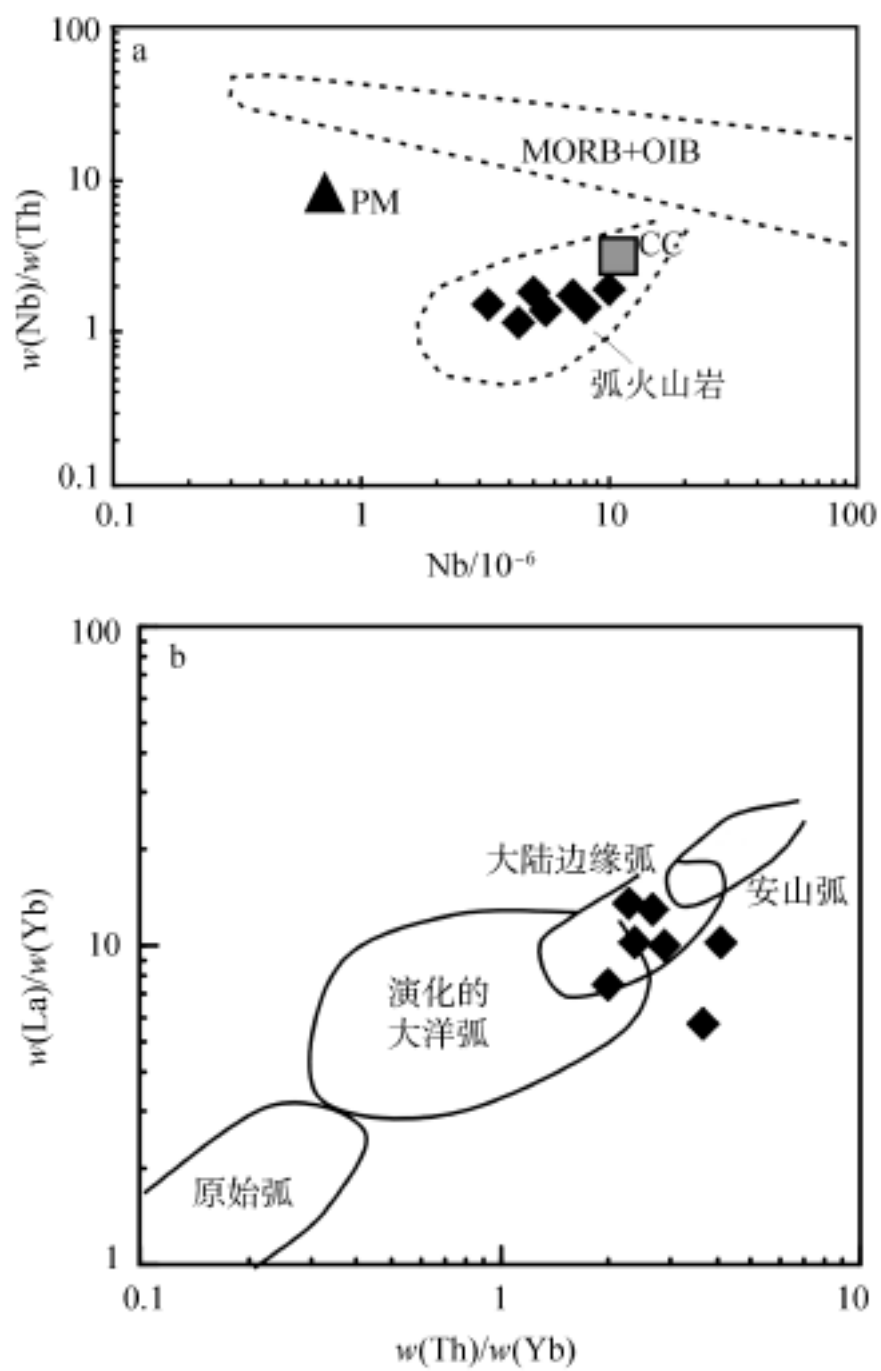 100
a
MORB+OIB
10
PM
CC
w(Nb)/w(Th)
1
弧火山岩
0.1
0.1 1 10 100
Nb/10⁻⁶
100
b
大陆边缘弧
安山弧
10
w(La)/w(Yb)
演化的
大洋弧
原始弧
1
0.1 1 10
w(Th)/w(Yb)